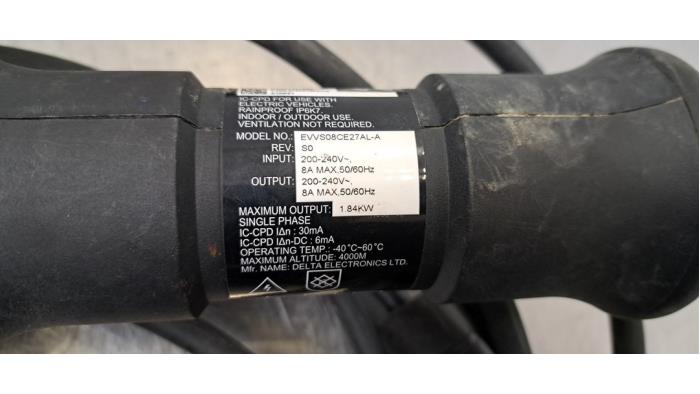 IC-CPD FOR USE WITH
ELECTRIC VEHICLES.
RAINPROOF IP6K7.
INDOOR / OUTDOOR USE.
VENTILATION NOT REQUIRED.
MODEL NO.: EVVS08CE27AL-A
REV: S0
INPUT: 200-240V~,
8A MAX,50/60Hz
OUTPUT: 200-240V~,
8A MAX,50/60Hz
MAXIMUM OUTPUT: 1.84KW
SINGLE PHASE
IC-CPD IΔn : 30mA
IC-CPD IΔn-DC : 6mA
OPERATING TEMP.: -40°C~60°C
MAXIMUM ALTITUDE: 4000M
Mfr. NAME: DELTA ELECTRONICS LTD.